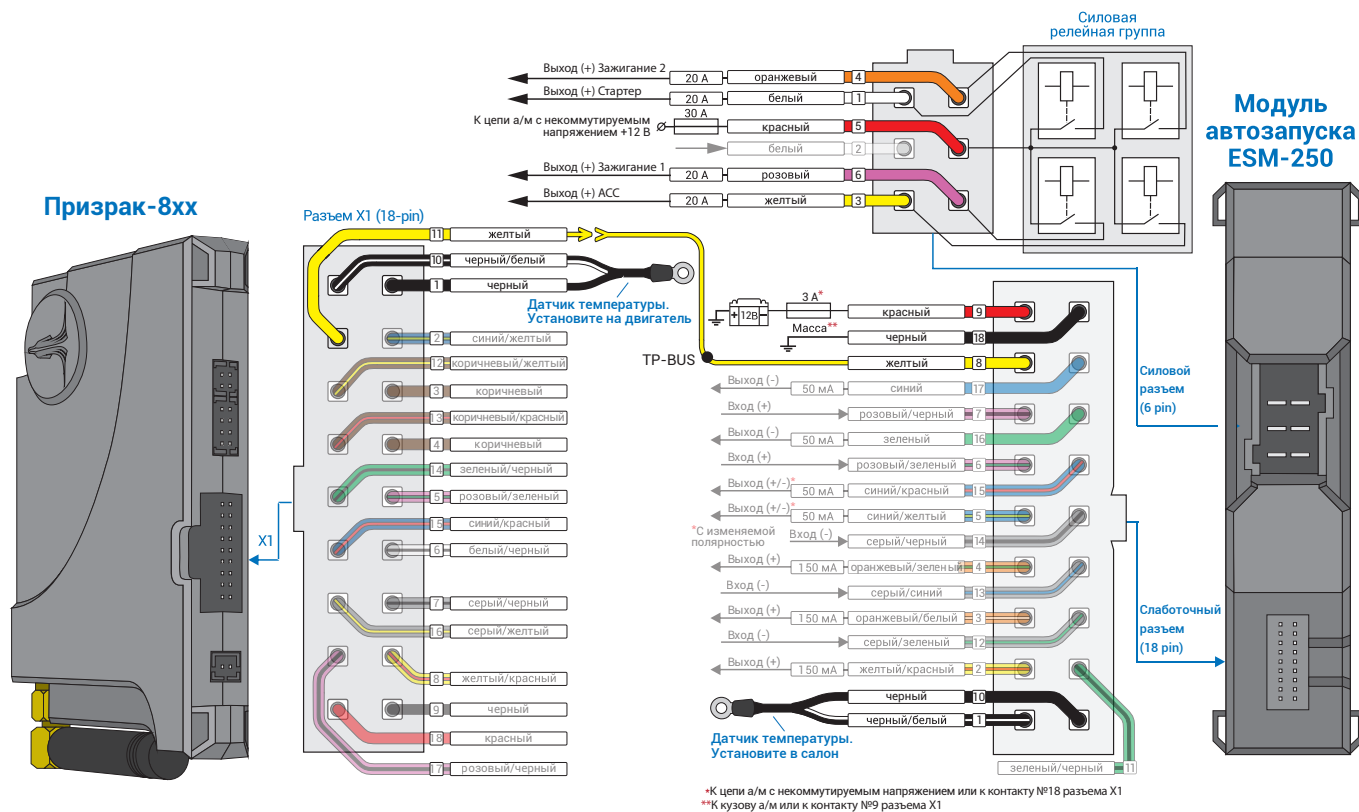 Силовая
релейная группа
Выход (+) Зажигание 2
20 А
оранжевый
4
Выход (+) Стартер
20 А
белый
1
К цепи а/м с некоммутируемым
напряжением +12 В
30 А
красный
5
белый
2
Выход (+) Зажигание 1
20 А
розовый
6
Выход (+) АСС
20 А
желтый
3
Модуль
автозапуска
ESM-250
Призрак-8хх
Разъем X1 (18-pin)
11
желтый
10
черный/белый
1
черный
Датчик температуры.
Установите на двигатель
2
синий/желтый
12
коричневый/желтый
3
коричневый
13
коричневый/красный
4
коричневый
14
зеленый/черный
5
розовый/зеленый
15
синий/красный
6
белый/черный
7
серый/черный
16
серый/желтый
8
желтый/красный
9
черный
18
красный
17
розовый/черный
X1
TP-BUS
+ 12В −
3 А*
красный
9
Масса**
черный
18
желтый
8
Выход (-)
50 мА
синий
17
Вход (+)
розовый/черный
7
Выход (-)
50 мА
зеленый
16
Вход (+)
розовый/зеленый
6
Выход (+/-)*
50 мА
синий/красный
15
Выход (+/-)*
50 мА
синий/желтый
5
*С изменяемой
полярностью
Вход (-)
серый/черный
14
Выход (+)
150 мА
оранжевый/зеленый
4
Вход (-)
серый/синий
13
Выход (+)
150 мА
оранжевый/белый
3
Вход (-)
серый/зеленый
12
Выход (+)
150 мА
желтый/красный
2
черный
10
черный/белый
1
Датчик температуры.
Установите в салон
зеленый/черный
11
Силовой
разъем
(6 pin)
Слаботочный
разъем
(18 pin)
*К цепи а/м с некоммутируемым напряжением или к контакту №18 разъема X1
**К кузову а/м или к контакту №9 разъема X1